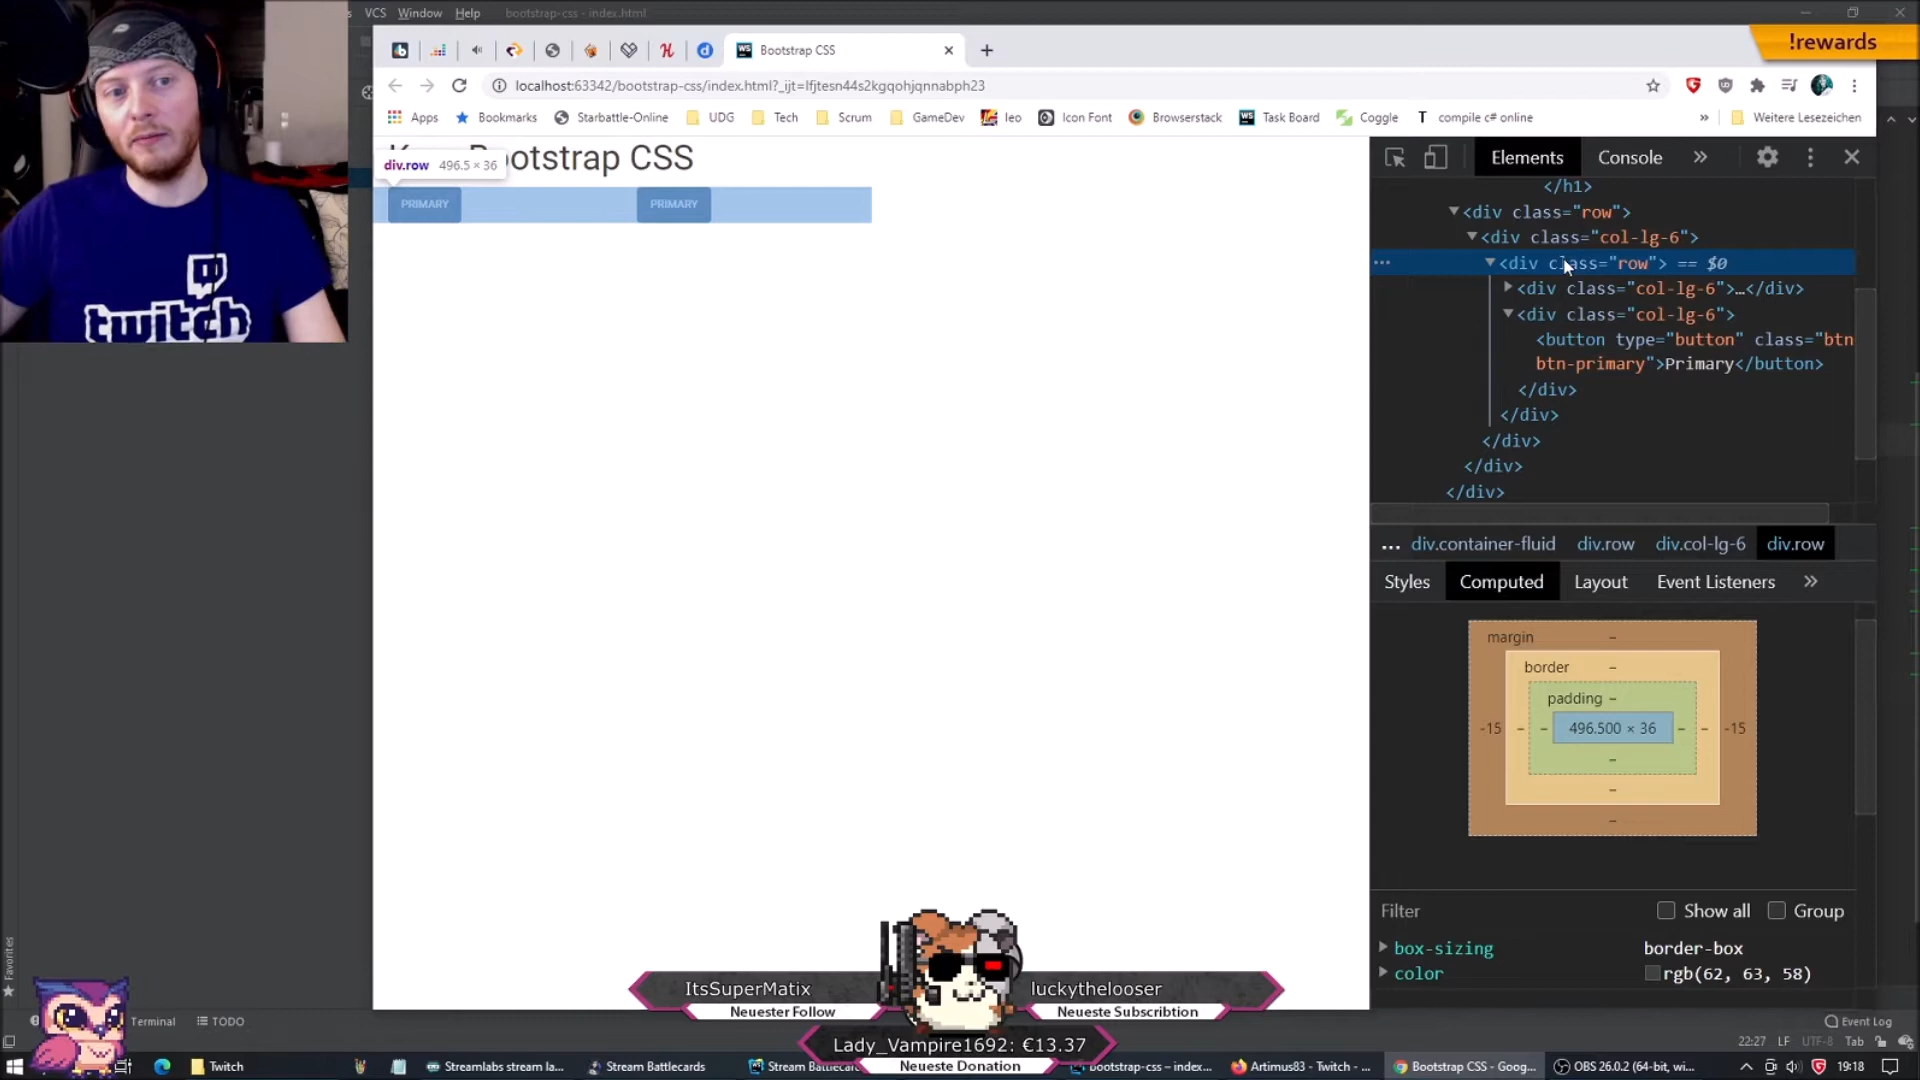 VCS Window Help bootstrap-css - index.html
!rewards
Bootstrap CSS
localhost:63342/bootstrap-css/index.html?_ijt=lfjtesn44s2kgqohjqnnabph23
Apps Bookmarks Starbattle-Online UDG Tech Scrum GameDev leo Icon Font Browserstack Task Board Coggle compile c# online » Weitere Lesezeichen
ootstrap CSS
div.row 496.5 × 36
PRIMARY PRIMARY
twitch
Elements Console »
</h1>
<div class="row">
<div class="col-lg-6">
<div class="row"> == $0
<div class="col-lg-6">…</div>
<div class="col-lg-6">
<button type="button" class="btn
btn-primary">Primary</button>
</div>
</div>
</div>
</div>
</div>
... div.container-fluid div.row div.col-lg-6 div.row
Styles Computed Layout Event Listeners »
margin –
border –
padding –
-15 – – 496.500 × 36 – – -15
–
–
–
Filter Show all Group
box-sizing border-box
color rgb(62, 63, 58)
Favorites
ItsSuperMatix
Neuester Follow
luckythelooser
Neueste Subscribtion
Lady_Vampire1692: €13.37
Neueste Donation
Terminal TODO
Event Log
22:27 LF UTF-8 Tab
Twitch Streamlabs stream la... Stream Battlecards Stream Battlecar bootstrap-css – index... Artimus83 - Twitch - ... Bootstrap CSS - Goog... OBS 26.0.2 (64-bit, wi... 19:18